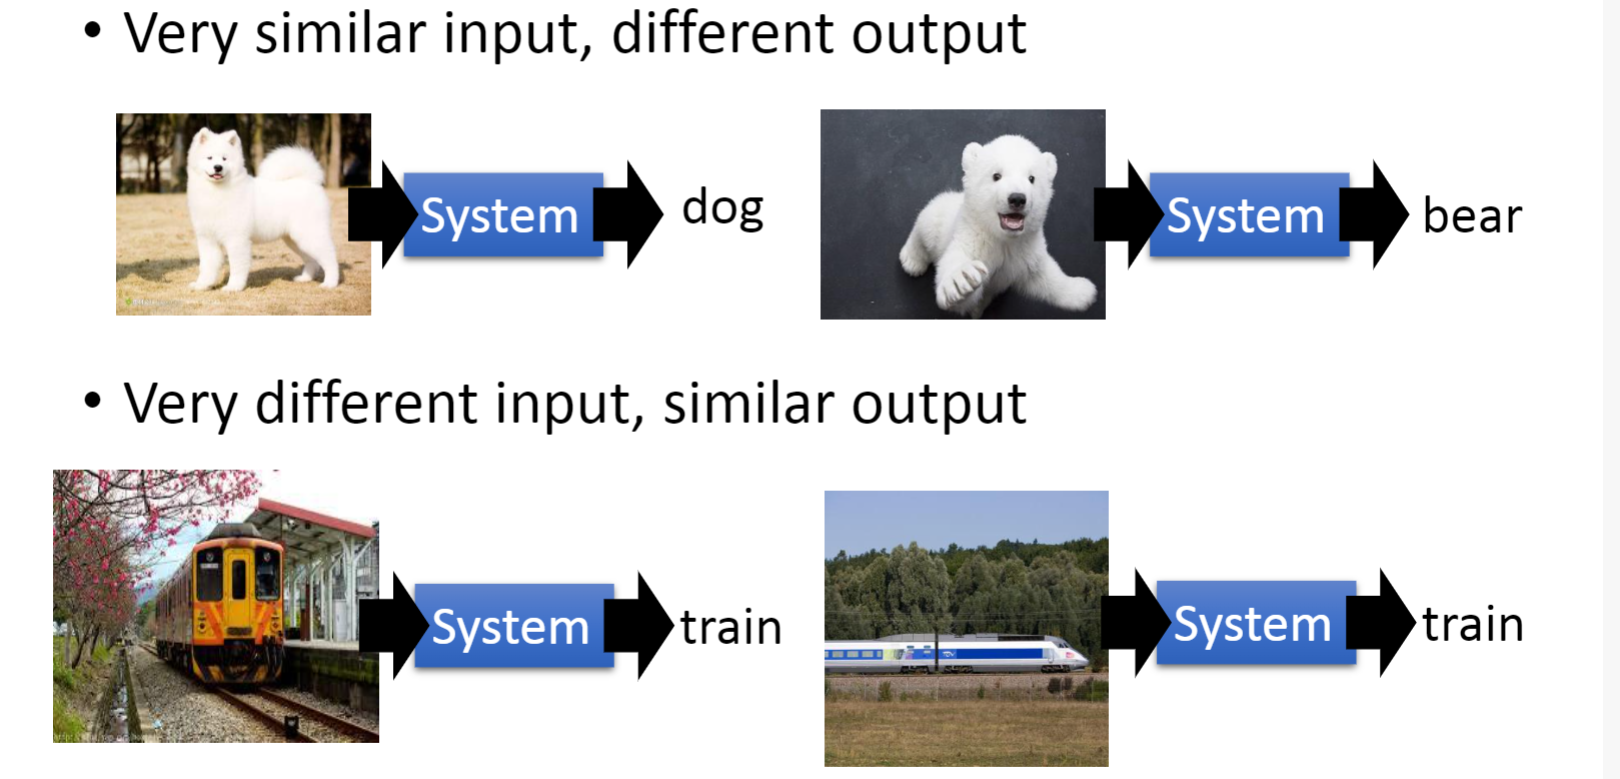 • Very similar input, different output
System
dog
System
bear
• Very different input, similar output
System
train
System
train